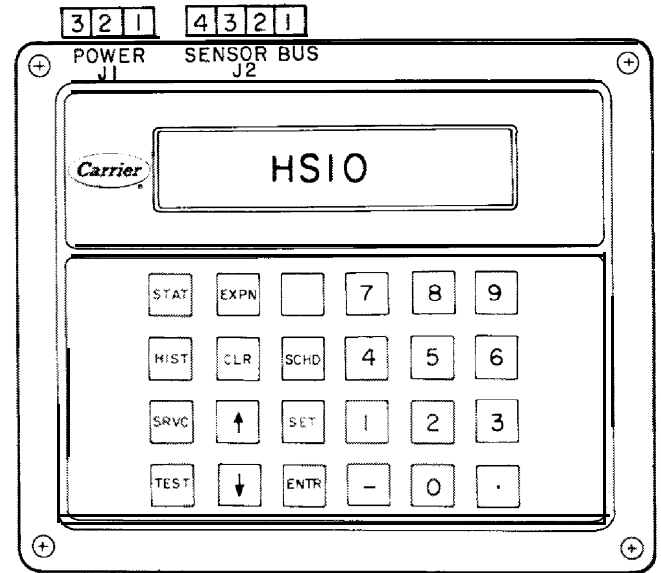 3 2 1 4 3 2 1
POWER SENSOR BUS
J1 J2
Carrier
HSIO
STAT EXPN 7 8 9
HIST CLR SCHD 4 5 6
SRVC ↑ SET 1 2 3
TEST ↓ ENTR - 0 .